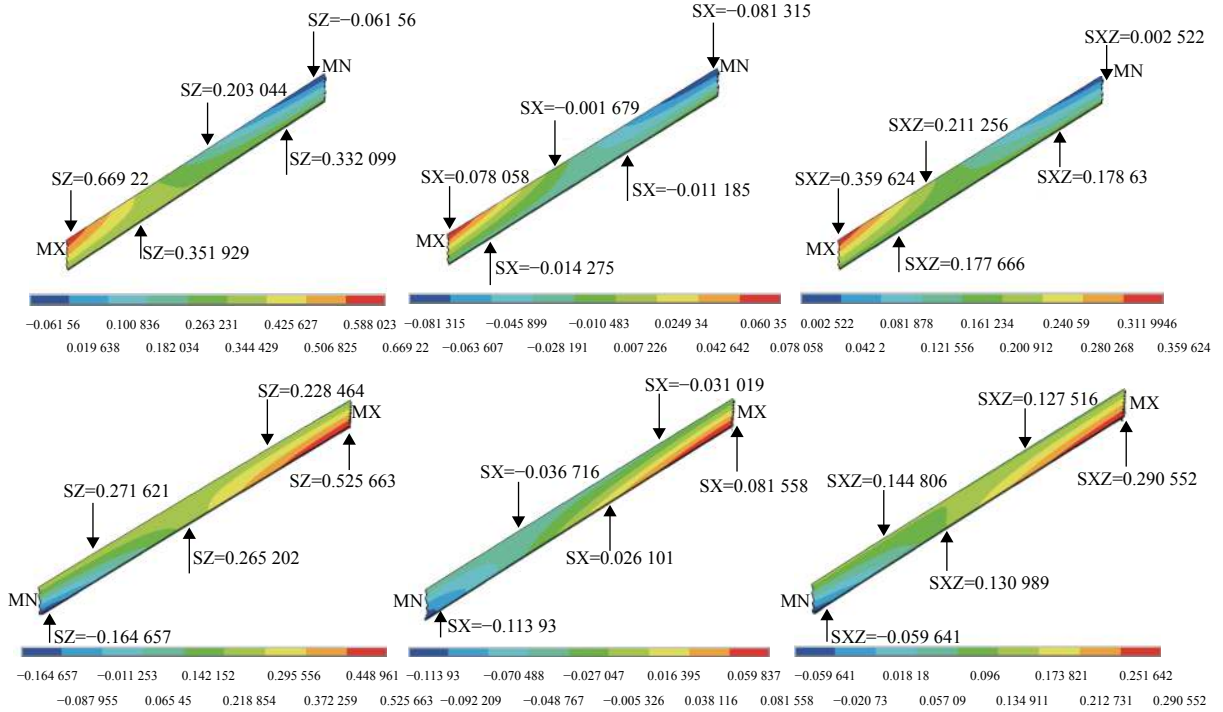 SZ=−0.061 56
MN
SZ=0.203 044
SZ=0.332 099
SZ=0.669 22
MX
SZ=0.351 929
−0.061 56 0.100 836 0.263 231 0.425 627 0.588 023
0.019 638 0.182 034 0.344 429 0.506 825 0.669 22
SX=−0.081 315
MN
SX=−0.001 679
SX=0.078 058
SX=−0.011 185
MX
SX=−0.014 275
−0.081 315 −0.045 899 −0.010 483 0.0249 34 0.060 35
−0.063 607 −0.028 191 0.007 226 0.042 642 0.078 058
SXZ=0.002 522
MN
SXZ=0.211 256
SXZ=0.359 624
SXZ=0.178 63
MX
SXZ=0.177 666
0.002 522 0.081 878 0.161 234 0.240 59 0.311 9946
0.042 2 0.121 556 0.200 912 0.280 268 0.359 624
SZ=0.228 464
MX
SZ=0.271 621
SZ=0.525 663
SZ=0.265 202
MN
SZ=−0.164 657
−0.164 657 −0.011 253 0.142 152 0.295 556 0.448 961
−0.087 955 0.065 45 0.218 854 0.372 259 0.525 663
SX=−0.031 019
MX
SX=−0.036 716
SX=0.081 558
SX=0.026 101
MN
SX=−0.113 93
−0.113 93 −0.070 488 −0.027 047 0.016 395 0.059 837
−0.092 209 −0.048 767 −0.005 326 0.038 116 0.081 558
SXZ=0.127 516
MX
SXZ=0.144 806
SXZ=0.290 552
SXZ=0.130 989
MN
SXZ=−0.059 641
−0.059 641 0.018 18 0.096 0.173 821 0.251 642
−0.020 73 0.057 09 0.134 911 0.212 731 0.290 552